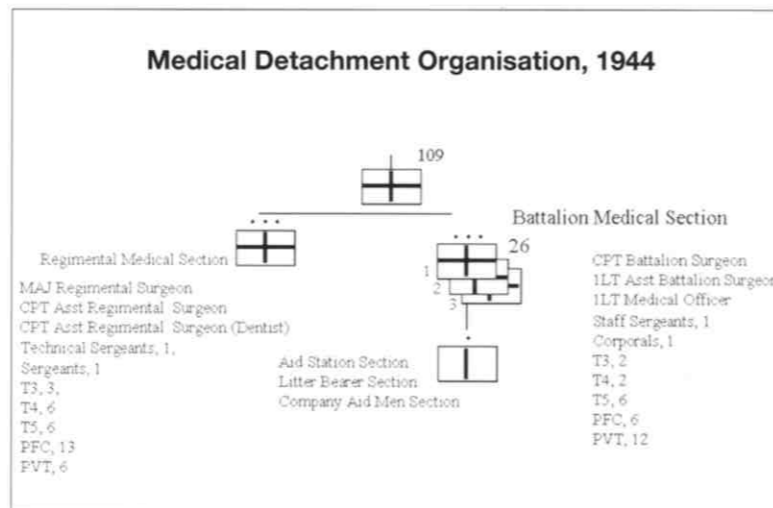 Medical Detachment Organisation, 1944
109
Regimental Medical Section
MAJ Regimental Surgeon
CPT Asst Regimental Surgeon
CPT Asst Regimental Surgeon (Dentist)
Technical Sergeants, 1,
Sergeants, 1
T3, 3,
T4, 6
T5, 6
PFC, 13
PVT, 6
Battalion Medical Section
26
1
2
3
Aid Station Section
Litter Bearer Section
Company Aid Men Section
CPT Battalion Surgeon
1LT Asst Battalion Surgeon
1LT Medical Officer
Staff Sergeants, 1
Corporals, 1
T3, 2
T4, 2
T5, 6
PFC, 6
PVT, 12